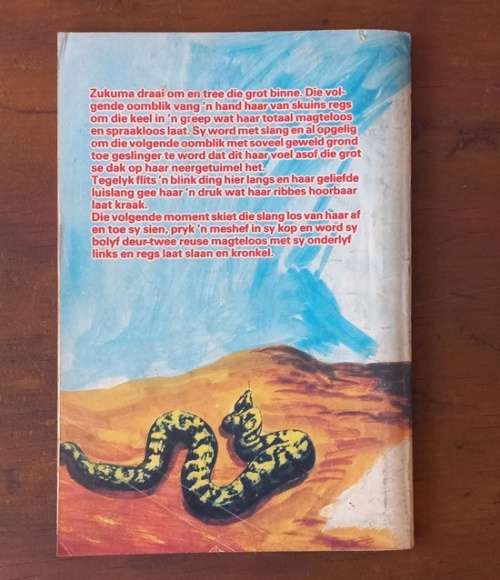 Zukuma draai om en tree die grot binne. Die vol-
gende oomblik vang 'n hand haar van skuins regs
om die keel in 'n greep wat haar totaal magteloos
en spraakloos laat. Sy word met slang en al opgelig
om die volgende oomblik met soveel geweld grond
toe geslinger te word dat dit haar voel asof die grot
se dak op haar neergetuimel het.
Tegelyk flits 'n blink ding hier langs en haar geliefde
luislang gee haar 'n druk wat haar ribbes hoorbaar
laat kraak.
Die volgende moment skiet die slang los van haar af
en toe sy sien, pryk 'n meshef in sy kop en word sy
bolyf deur-twee reuse magteloos met sy onderlyf
links en regs laat slaan en kronkel.